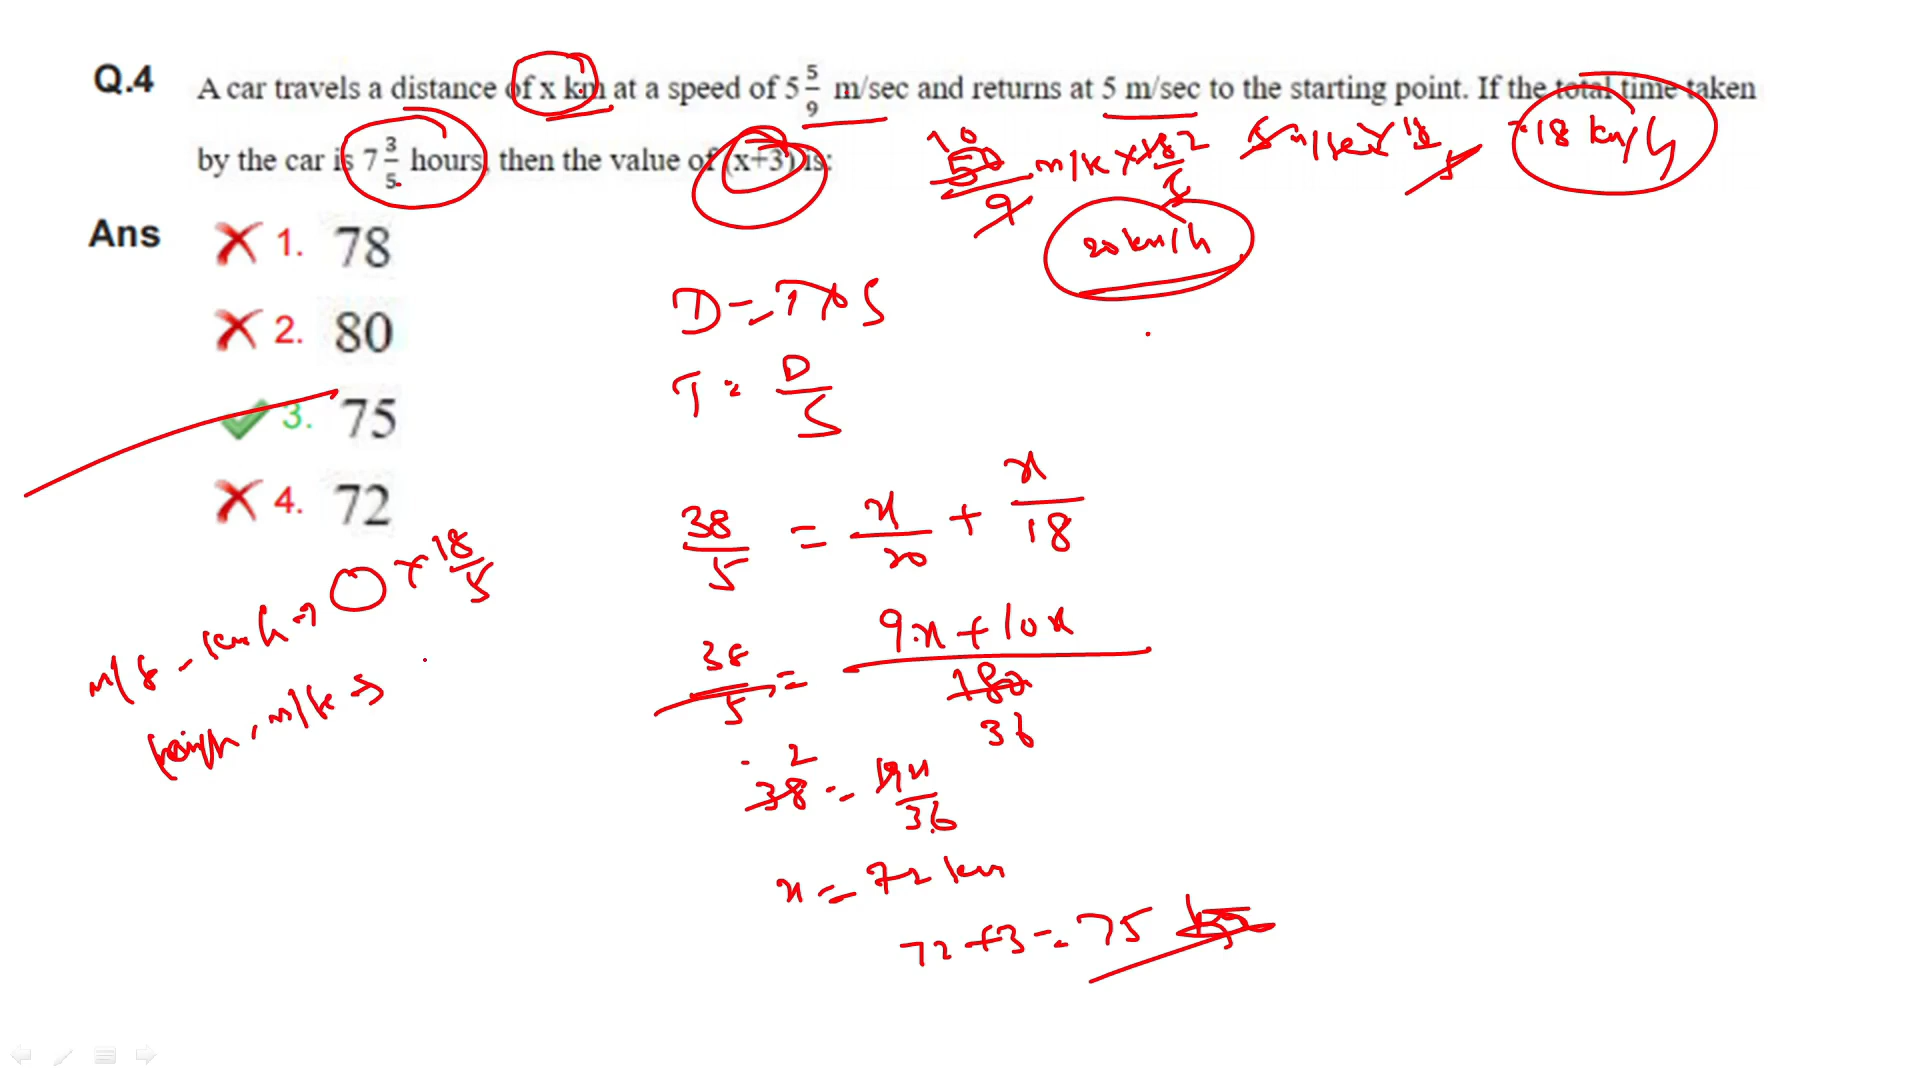 Q.4 A car travels a distance of x km at a speed of 5 5/9 m/sec and returns at 5 m/sec to the starting point. If the total time taken
by the car is 7 3/5 hours, then the value of (x+3) is:
10
50/9 m/s × 18/5 2
5 m/sec × 18/5
=18 km/h
20 km/h
Ans
1. 78
2. 80
3. 75
4. 72
D = T × S
T = D/S
38/5 = x/20 + x/18
38/5 = 9x + 10x/180
36
2
38 = 19x/36
x = 72 km
72 + 3 = 75
m/s - km/h → × 18/5
km/h, m/s →